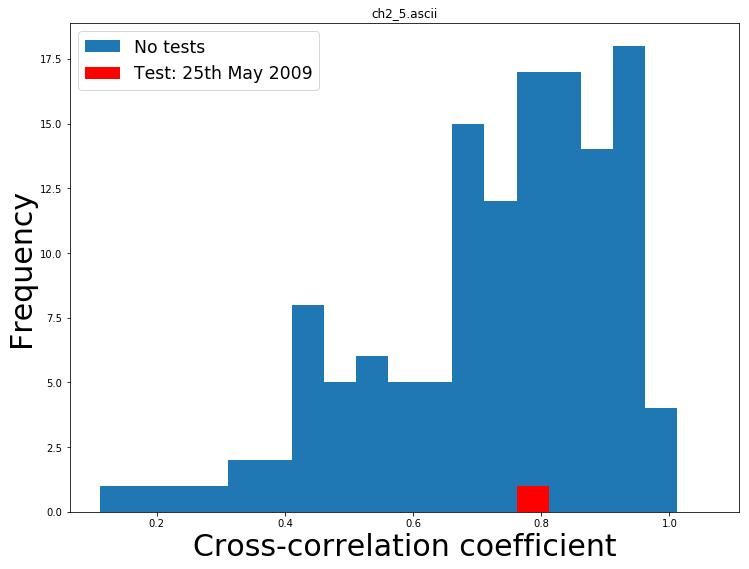 ch2_5.ascii
No tests
Test: 25th May 2009
Frequency
17.5
15.0
12.5
10.0
7.5
5.0
2.5
0.0
0.2 0.4 0.6 0.8 1.0
Cross-correlation coefficient